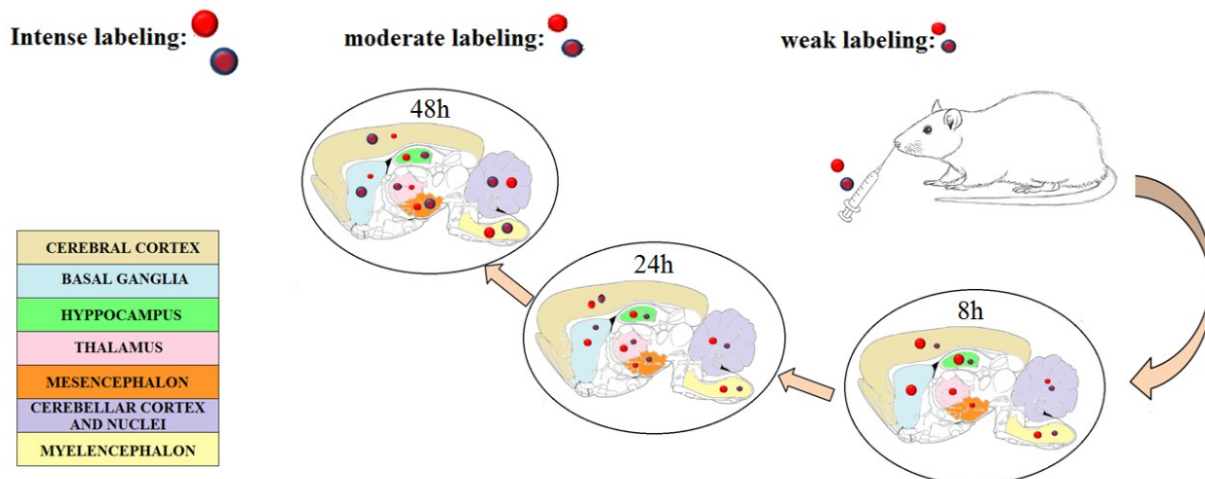 Intense labeling:
moderate labeling:
weak labeling:
48h
24h
8h
CEREBRAL CORTEX
BASAL GANGLIA
HYPPOCAMPUS
THALAMUS
MESENCEPHALON
CEREBELLAR CORTEX
AND NUCLEI
MYELENCEPHALON